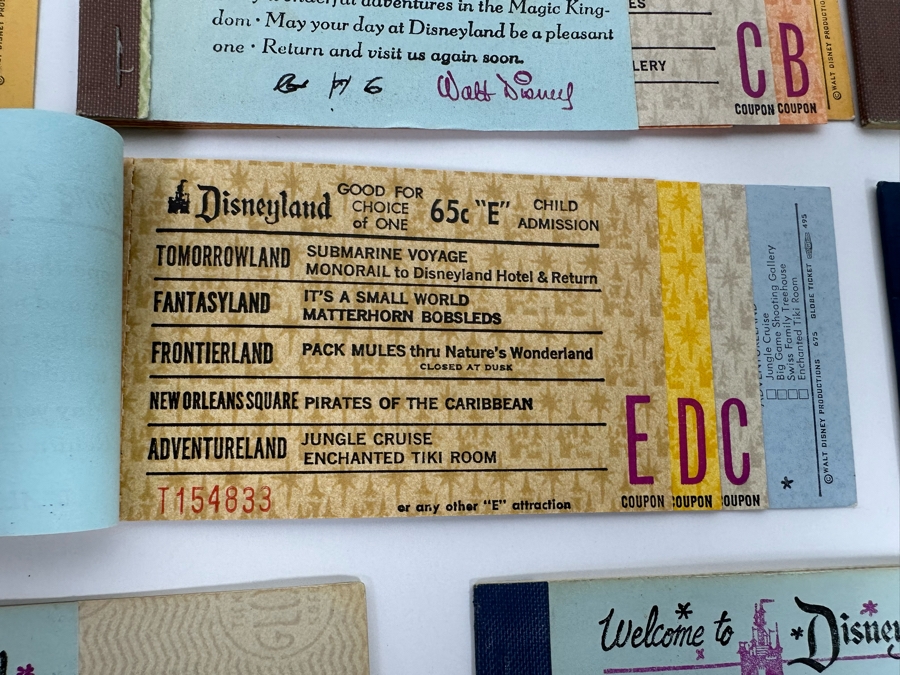 wonderful adventures in the Magic King-
dom · May your day at Disneyland be a pleasant
one · Return and visit us again soon.
Walt Disney
LERY
C B
COUPON COUPON
© WALT DISNEY PRODUCTIONS
Disneyland GOOD FOR CHOICE of ONE 65c "E" CHILD ADMISSION
TOMORROWLAND SUBMARINE VOYAGE
MONORAIL to Disneyland Hotel & Return
FANTASYLAND IT'S A SMALL WORLD
MATTERHORN BOBSLEDS
FRONTIERLAND PACK MULES thru Nature's Wonderland
CLOSED AT DUSK
NEW ORLEANS SQUARE PIRATES OF THE CARIBBEAN
ADVENTURELAND JUNGLE CRUISE
ENCHANTED TIKI ROOM
T154833 or any other "E" attraction
E D C
COUPON COUPON COUPON
Jungle Cruise
Big Game Shooting Gallery
Swiss Family Treehouse
Enchanted Tiki Room
© WALT DISNEY PRODUCTIONS 695 GLOBE TICKET 495
Welcome to Disney